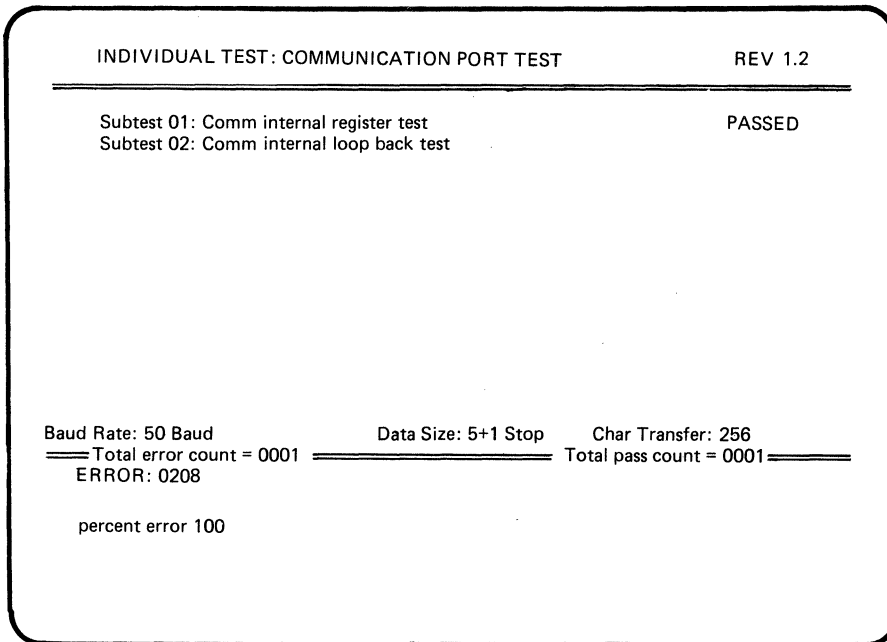 INDIVIDUAL TEST: COMMUNICATION PORT TEST REV 1.2
Subtest 01: Comm internal register test PASSED
Subtest 02: Comm internal loop back test
Baud Rate: 50 Baud Data Size: 5+1 Stop Char Transfer: 256
Total error count = 0001 Total pass count = 0001
ERROR: 0208
percent error 100